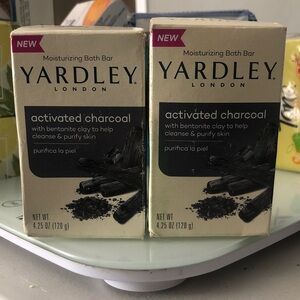 NEW
Moisturizing Bath Bar
YARDLEY
LONDON
activated charcoal
with bentonite clay to help
cleanse & purify skin
purifica la piel
NET WT
4.25 OZ (120 g)
NEW
Moisturizing Bath Bar
YARDLEY
LONDON
activated charcoal
with bentonite clay to help
cleanse & purify skin
purifica la piel
NET WT
4.25 OZ (120 g)